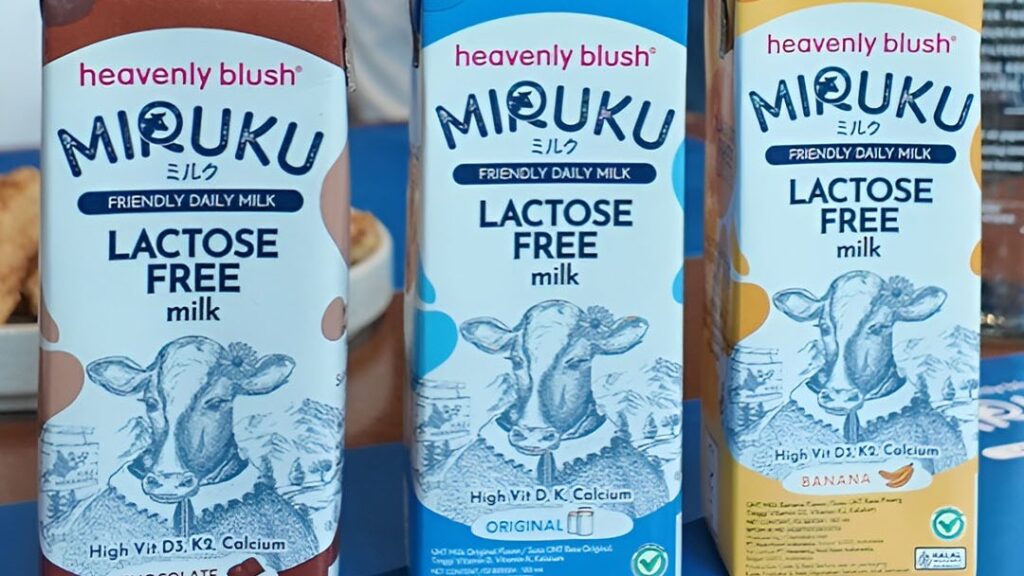 heavenly blush
MIRUKU
ミルク
FRIENDLY DAILY MILK
LACTOSE
FREE
milk
High Vit D3, K2, Calcium
CHOCOLATE
heavenly blush
MIRUKU
ミルク
FRIENDLY DAILY MILK
LACTOSE
FREE
milk
High Vit D, K, Calcium
ORIGINAL
heavenly blush
MIRUKU
ミルク
FRIENDLY DAILY MILK
LACTOSE
FREE
milk
High Vit D3, K2, Calcium
BANANA
HALAL